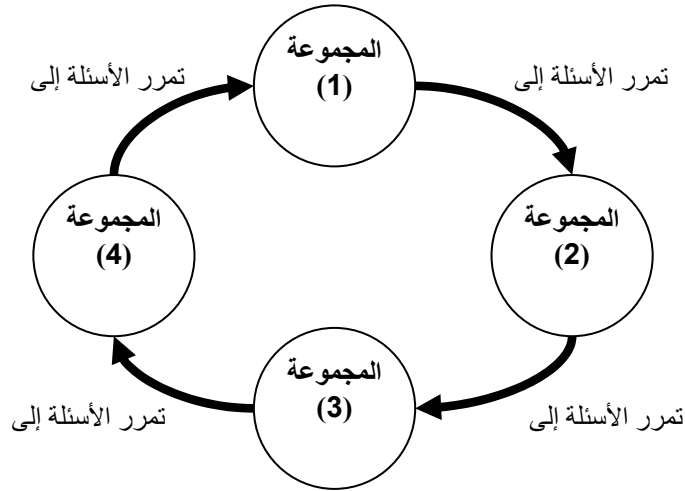 المجموعة
(1)
تمرر الأسئلة إلى
تمرر الأسئلة إلى
المجموعة
(2)
المجموعة
(4)
المجموعة
(3)
تمرر الأسئلة إلى
تمرر الأسئلة إلى